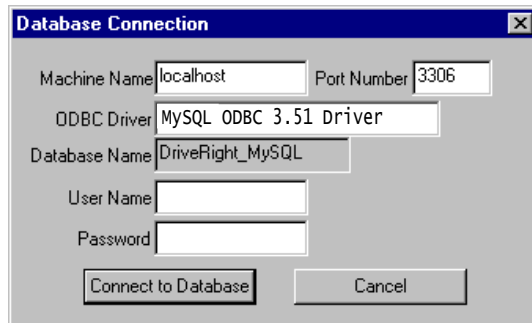 Database Connection
Machine Name localhost Port Number 3306
ODBC Driver MySQL ODBC 3.51 Driver
Database Name DriveRight_MySQL
User Name
Password
Connect to Database Cancel